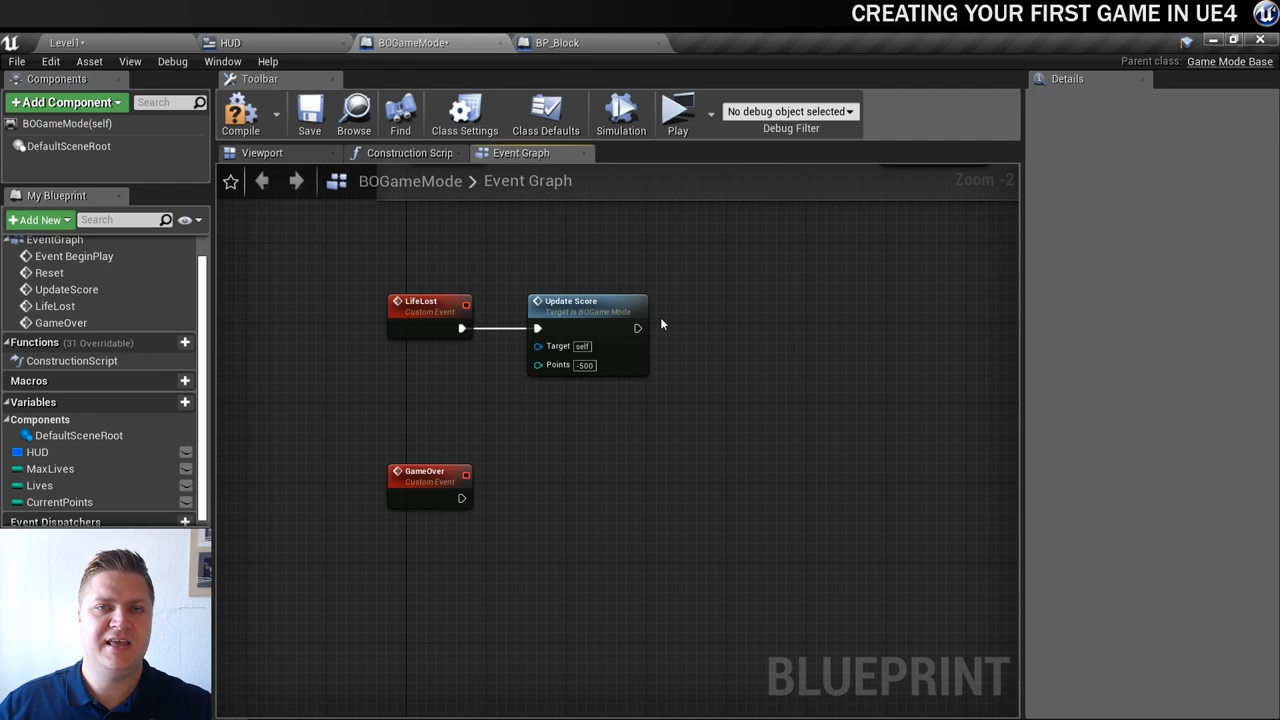 CREATING YOUR FIRST GAME IN UE4
Level1*
HUD
BOGameMode*
BP_Block
File Edit Asset View Debug Window Help
Parent class: Game Mode Base
Components
Toolbar
Details
+Add Component
Search
BOGameMode(self)
DefaultSceneRoot
Compile
Save
Browse
Find
Class Settings
Class Defaults
Simulation
Play
No debug object selected
Debug Filter
Viewport
Construction Scrip
Event Graph
BOGameMode > Event Graph
Zoom -2
My Blueprint
+Add New
Search
EventGraph
Event BeginPlay
Reset
UpdateScore
LifeLost
GameOver
Functions (31 Overridable)
ConstructionScript
Macros
Variables
Components
DefaultSceneRoot
HUD
MaxLives
Lives
CurrentPoints
Event Dispatchers
LifeLost
Custom Event
Update Score
Target is BOGame Mode
Target self
Points -500
GameOver
Custom Event
BLUEPRINT